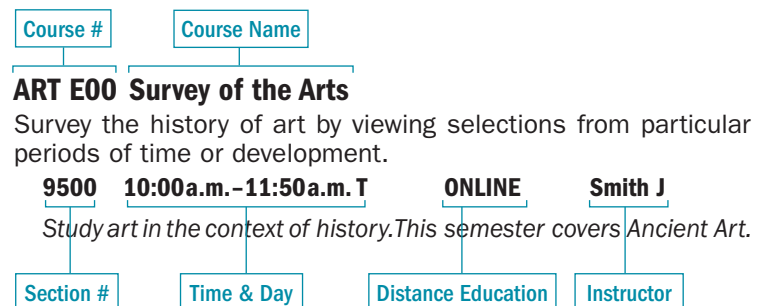 Course # Course Name
ART E00 Survey of the Arts
Survey the history of art by viewing selections from particular
periods of time or development.
9500 10:00a.m.–11:50a.m. T ONLINE Smith J
Study art in the context of history.This semester covers Ancient Art.
Section # Time & Day Distance Education Instructor